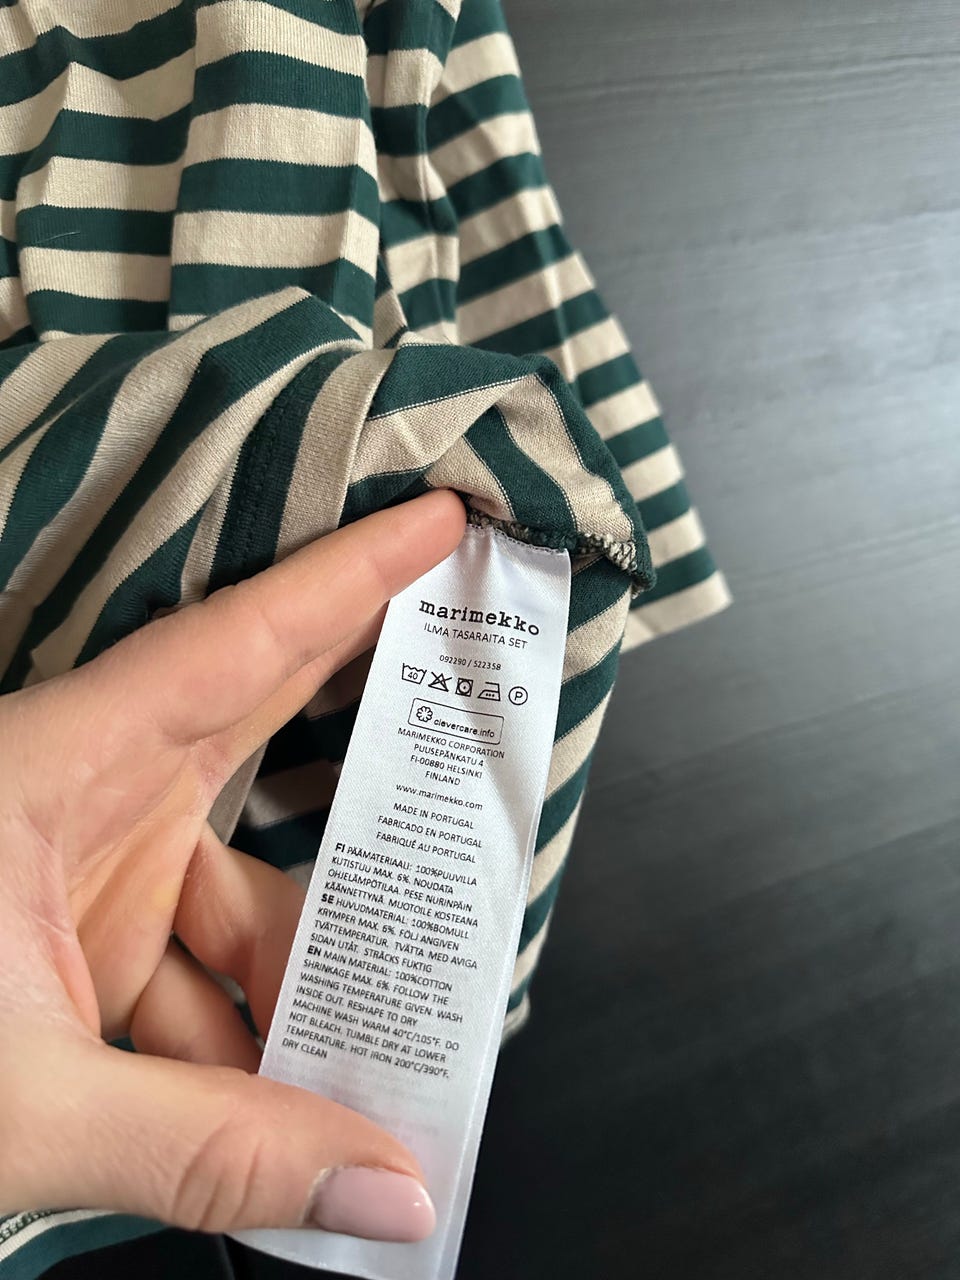 marimekko
ILMA TASARAITA SET
092290 / 522358
40
P
clevercare.info
MARIMEKKO CORPORATION
PUUSEPÄNKATU 4
FI-00880 HELSINKI
FINLAND
www.marimekko.com
MADE IN PORTUGAL
FABRICADO EN PORTUGAL
FABRIQUÉ AU PORTUGAL
FI PÄÄMATERIAALI: 100%PUUVILLA
KUTISTUU MAX. 6%. NOUDATA
OHJELÄMPÖTILAA. PESE NURINPÄIN
KÄÄNNETTYNÄ. MUOTOILE KOSTEANA
SE HUVUDMATERIAL: 100%BOMULL
KRYMPER MAX. 6%. FÖLJ ANGIVEN
TVÄTTEMPERATUR. TVÄTTA MED AVIGA
SIDAN UTÅT. STRÄCKS FUKTIG
EN MAIN MATERIAL: 100%COTTON
SHRINKAGE MAX. 6%. FOLLOW THE
WASHING TEMPERATURE GIVEN. WASH
INSIDE OUT. RESHAPE TO DRY
MACHINE WASH WARM 40°C/105°F. DO
NOT BLEACH. TUMBLE DRY AT LOWER
TEMPERATURE. HOT IRON 200°C/390°F.
DRY CLEAN